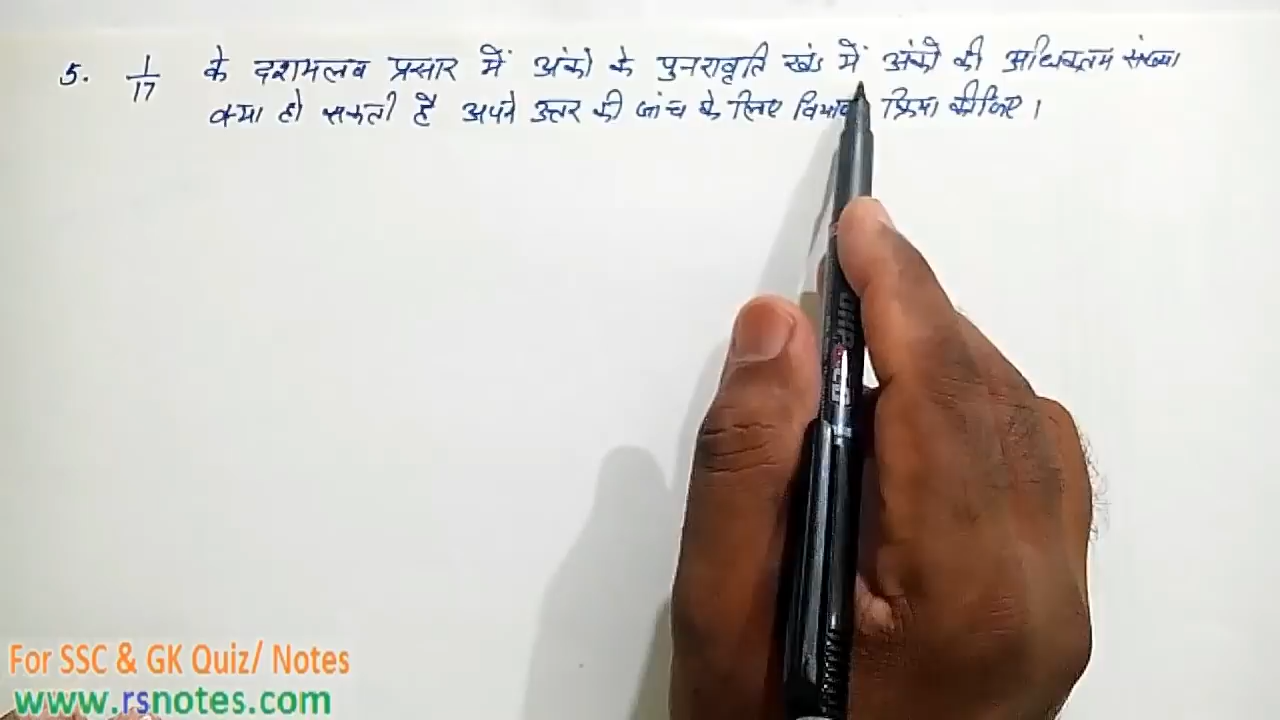 5. 1/17 के दशमलव प्रसार में अंको के पुनरावृति खंड में अंको की अधिकतम संख्या
क्या हो सकती है अपने उत्तर की जांच के लिए क्रिया कीजिए।
For SSC & GK Quiz/ Notes
www.rsnotes.com